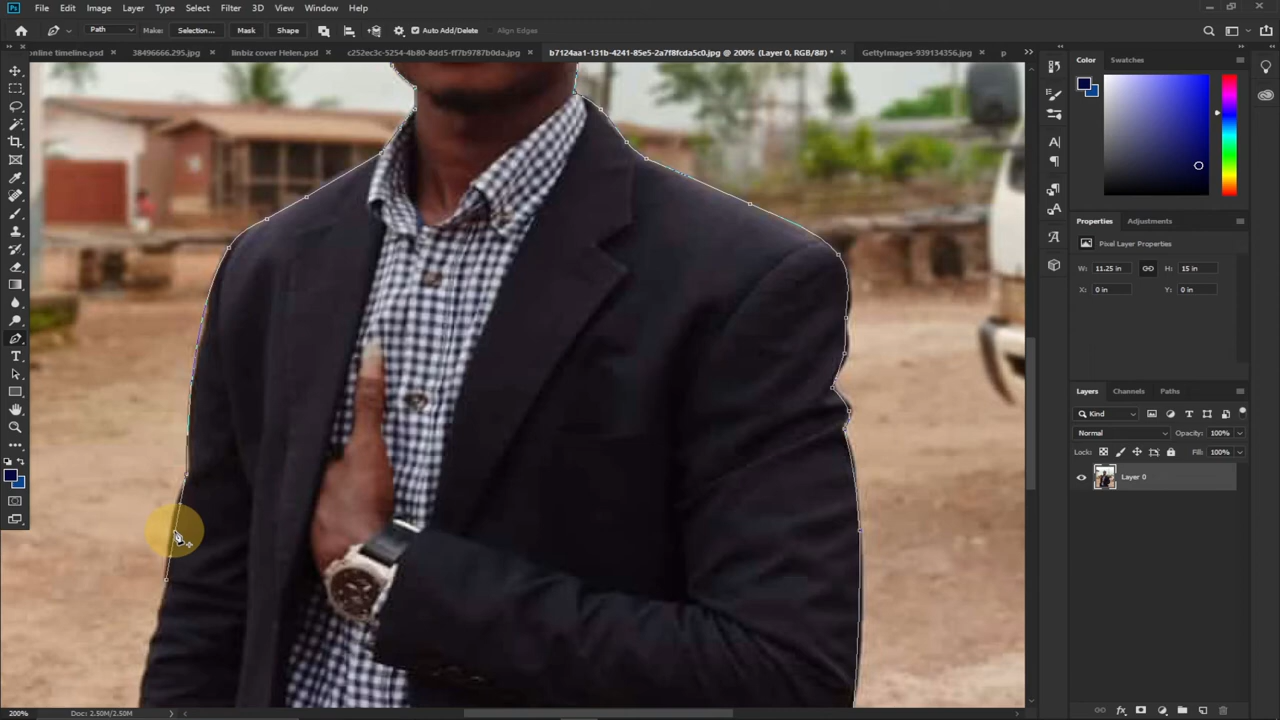 Ps File Edit Image Layer Type Select Filter 3D View Window Help
Path Make: Selection... Mask Shape Auto Add/Delete Align Edges
online timeline.psd × 38496666.295.jpg × linbiz cover Helen.psd × c252ec3c-5254-4b80-8dd5-ff7b9787b0da.jpg × b7124aa1-131b-4241-85e5-2a7f8fcda5c0.jpg @ 200% (Layer 0, RGB/8#) * × GettyImages-939134356.jpg × p
Color Swatches
Properties Adjustments
Pixel Layer Properties
W: 11.25 in H: 15 in
X: 0 in Y: 0 in
Layers Channels Paths
Kind
Normal Opacity: 100%
Lock: Fill: 100%
Layer 0
200% Doc: 2.50M/2.50M